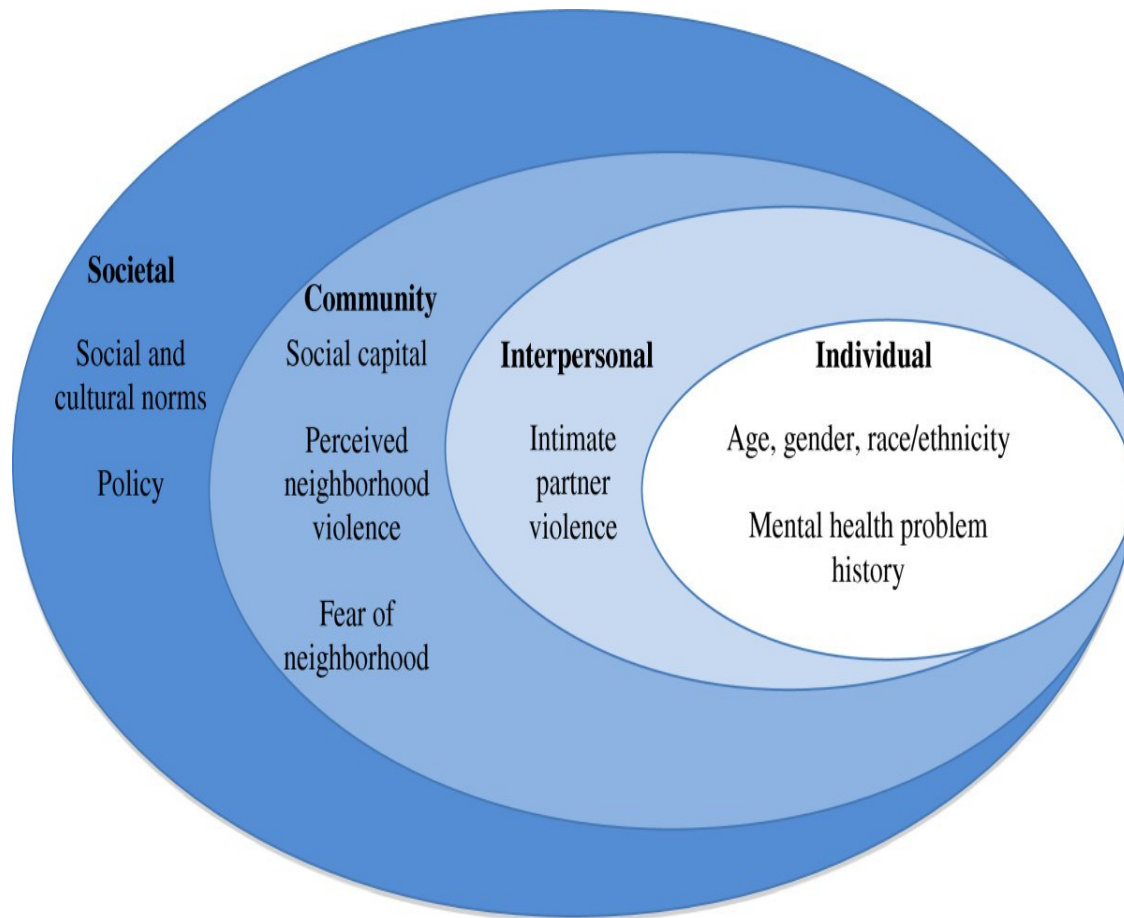 Societal
Social and
cultural norms
Policy
Community
Social capital
Perceived
neighborhood
violence
Fear of
neighborhood
Interpersonal
Intimate
partner
violence
Individual
Age, gender, race/ethnicity
Mental health problem
history